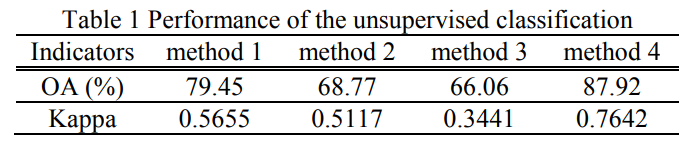 Table 1 Performance of the unsupervised classification
Indicators method 1 method 2 method 3 method 4
OA (%) 79.45 68.77 66.06 87.92
Kappa 0.5655 0.5117 0.3441 0.7642